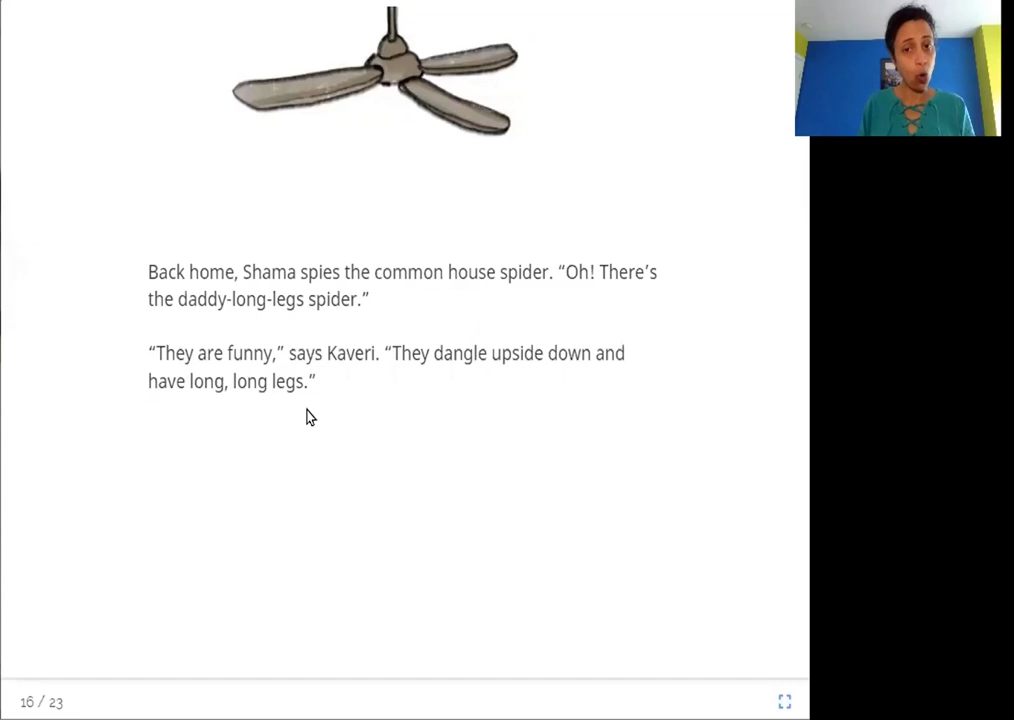 Back home, Shama spies the common house spider. “Oh! There’s
the daddy-long-legs spider.”
“They are funny,” says Kaveri. “They dangle upside down and
have long, long legs.”
16 / 23